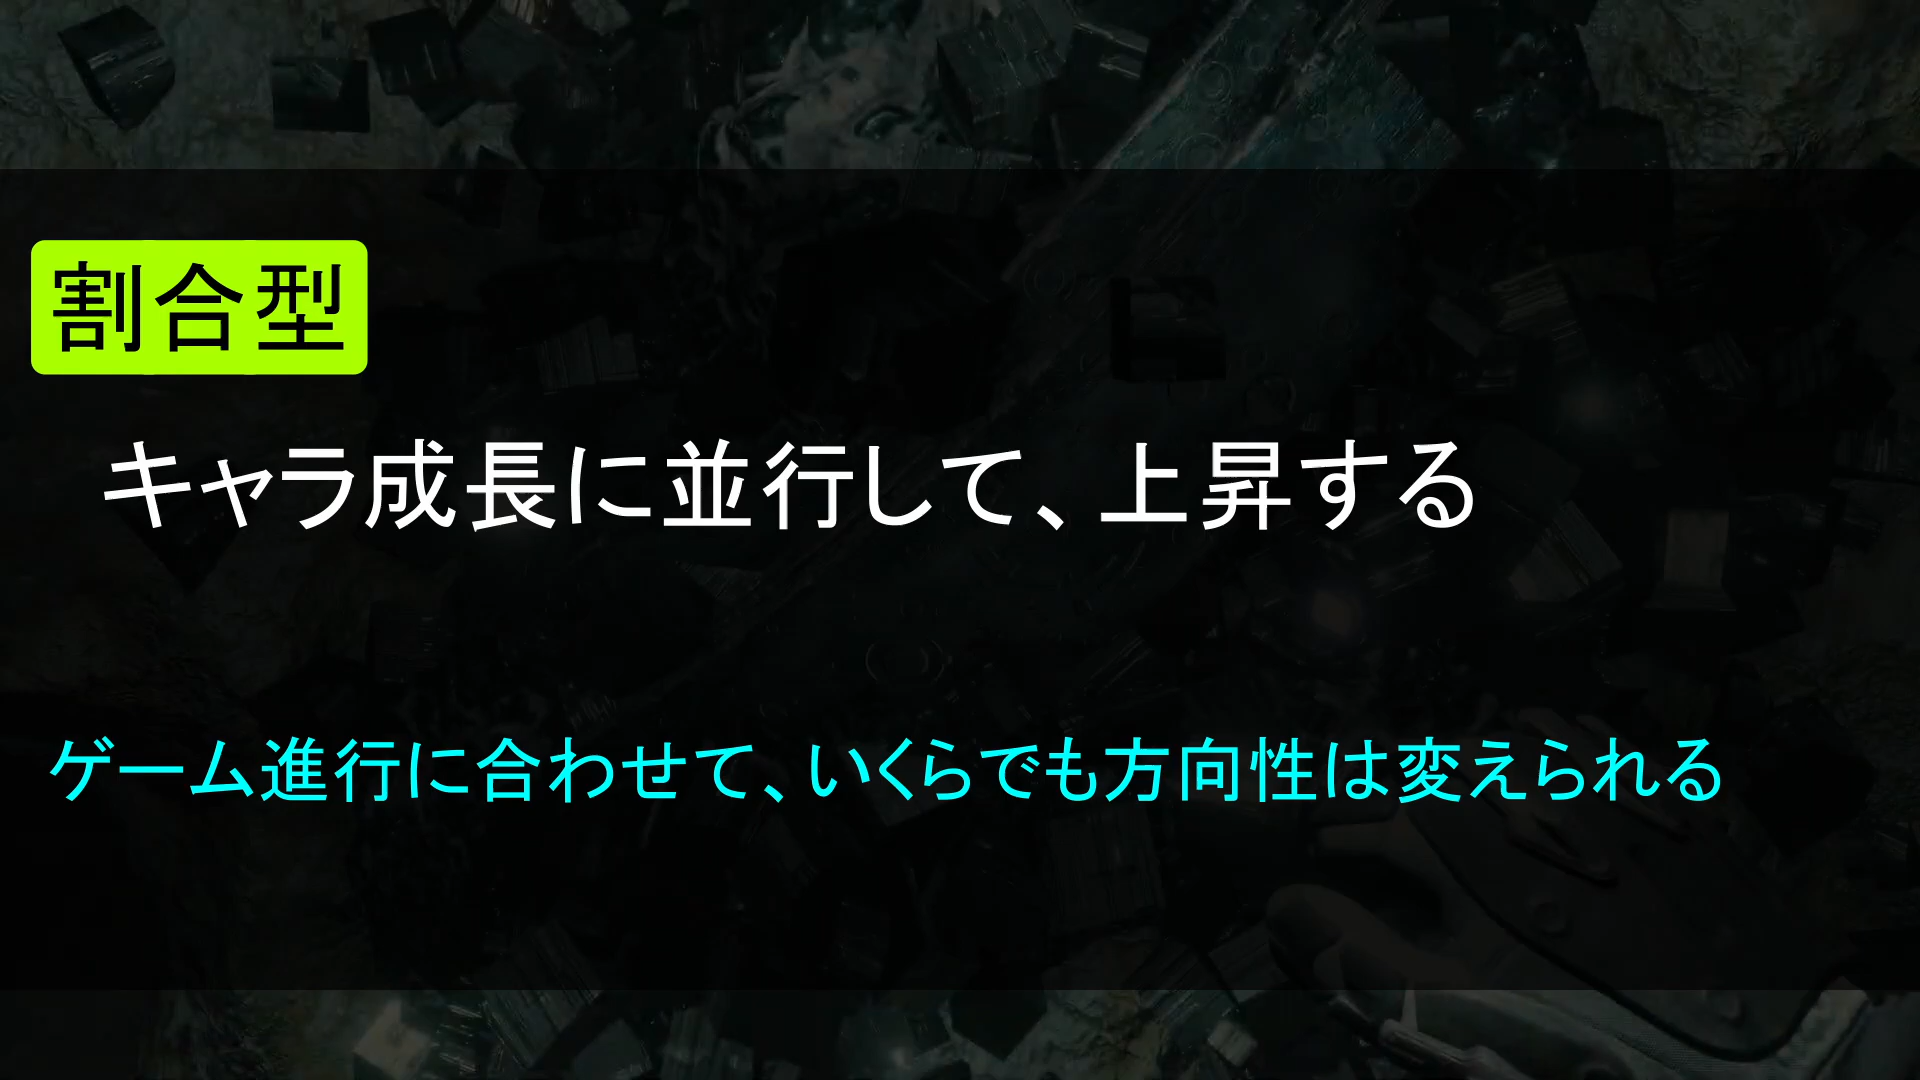 割合型
キャラ成長に並行して、上昇する
ゲーム進行に合わせて、いくらでも方向性は変えられる